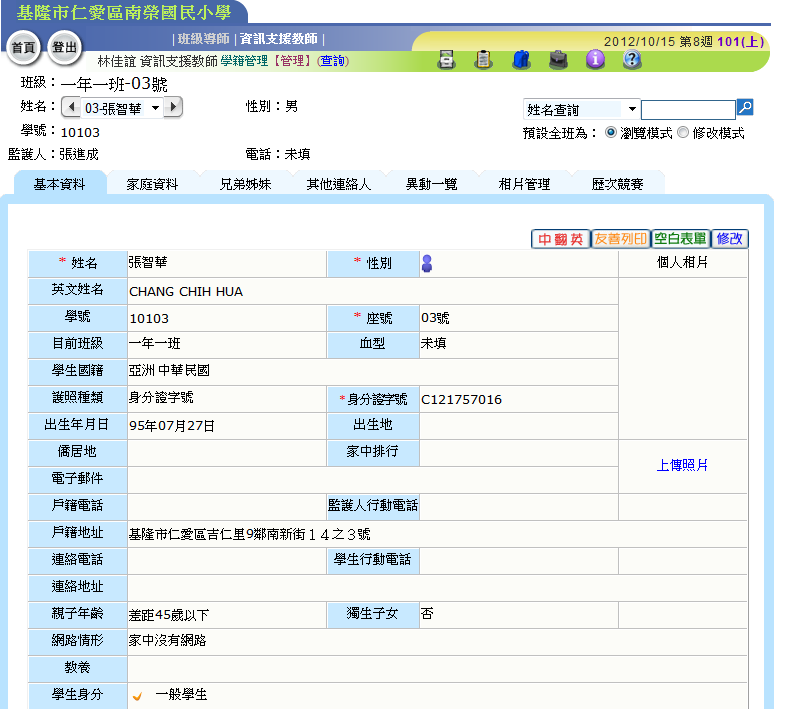 基隆市仁愛區南榮國民小學
| 班級導師 | 資訊支援教師 |
首頁 登出
2012/10/15 第8週 101(上)
林佳誼 資訊支援教師 學籍管理【管理】(查詢)
班級：一年一班-03號
姓名： 03-張智華 性別：男 姓名查詢
學號：10103 預設全班為： 瀏覽模式 修改模式
監護人：張進成 電話：未填
基本資料 家庭資料 兄弟姊妹 其他連絡人 異動一覽 相片管理 歷次競賽
中翻英 友善列印 空白表單 修改
* 姓名 張智華 * 性別 個人相片
英文姓名 CHANG CHIH HUA
學號 10103 * 座號 03號
目前班級 一年一班 血型 未填
學生國籍 亞洲 中華民國
護照種類 身分證字號 *身分證字號 C121757016
出生年月日 95年07月27日 出生地
僑居地 家中排行
上傳照片
電子郵件
戶籍電話 監護人行動電話
戶籍地址 基隆市仁愛區吉仁里9鄰南新街１４之３號
連絡電話 學生行動電話
連絡地址
親子年齡 差距45歲以下 獨生子女 否
網路情形 家中沒有網路
教養
學生身分 一般學生